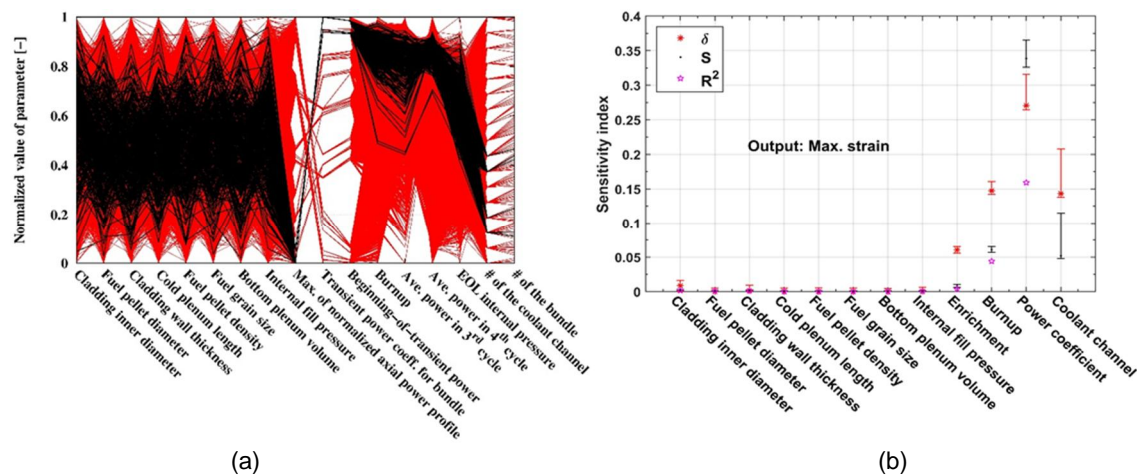 Normalized value of parameter [–]
1
0.8
0.6
0.4
0.2
0
Cladding inner diameter
Fuel pellet diameter
Cladding wall thickness
Cold plenum length
Fuel pellet density
Fuel grain size
Bottom plenum volume
Internal fill pressure
Max. of normalized axial power profile
Transient power coeff. for bundle
Beginning-of-transient power
Burnup
Ave. power in 3rd cycle
Ave. power in 4th cycle
EOL internal pressure
# of the coolant channel
# of the bundle
(a)
Sensitivity index
0.4
0.35
0.3
0.25
0.2
0.15
0.1
0.05
0
δ
S
R²
Output: Max. strain
Cladding inner diameter
Fuel pellet diameter
Cladding wall thickness
Cold plenum length
Fuel pellet density
Fuel grain size
Bottom plenum volume
Internal fill pressure
Enrichment
Burnup
Power coefficient
Coolant channel
(b)